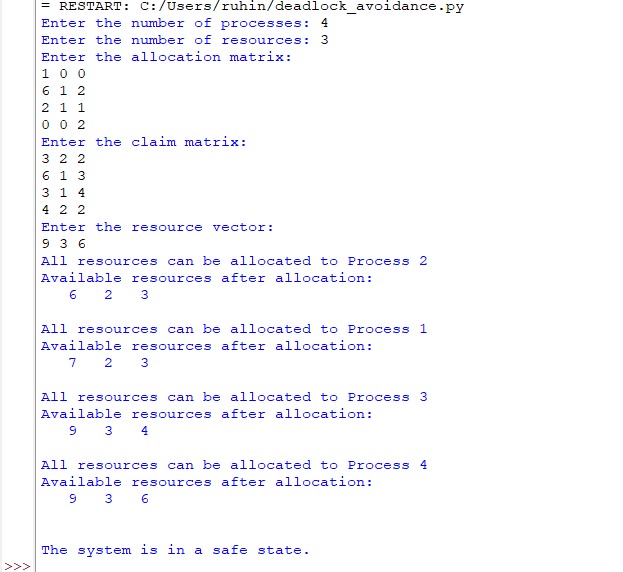 = RESTART: C:/Users/ruhin/deadlock_avoidance.py
Enter the number of processes: 4
Enter the number of resources: 3
Enter the allocation matrix:
1 0 0
6 1 2
2 1 1
0 0 2
Enter the claim matrix:
3 2 2
6 1 3
3 1 4
4 2 2
Enter the resource vector:
9 3 6
All resources can be allocated to Process 2
Available resources after allocation:
6 2 3
All resources can be allocated to Process 1
Available resources after allocation:
7 2 3
All resources can be allocated to Process 3
Available resources after allocation:
9 3 4
All resources can be allocated to Process 4
Available resources after allocation:
9 3 6
The system is in a safe state.
>>>